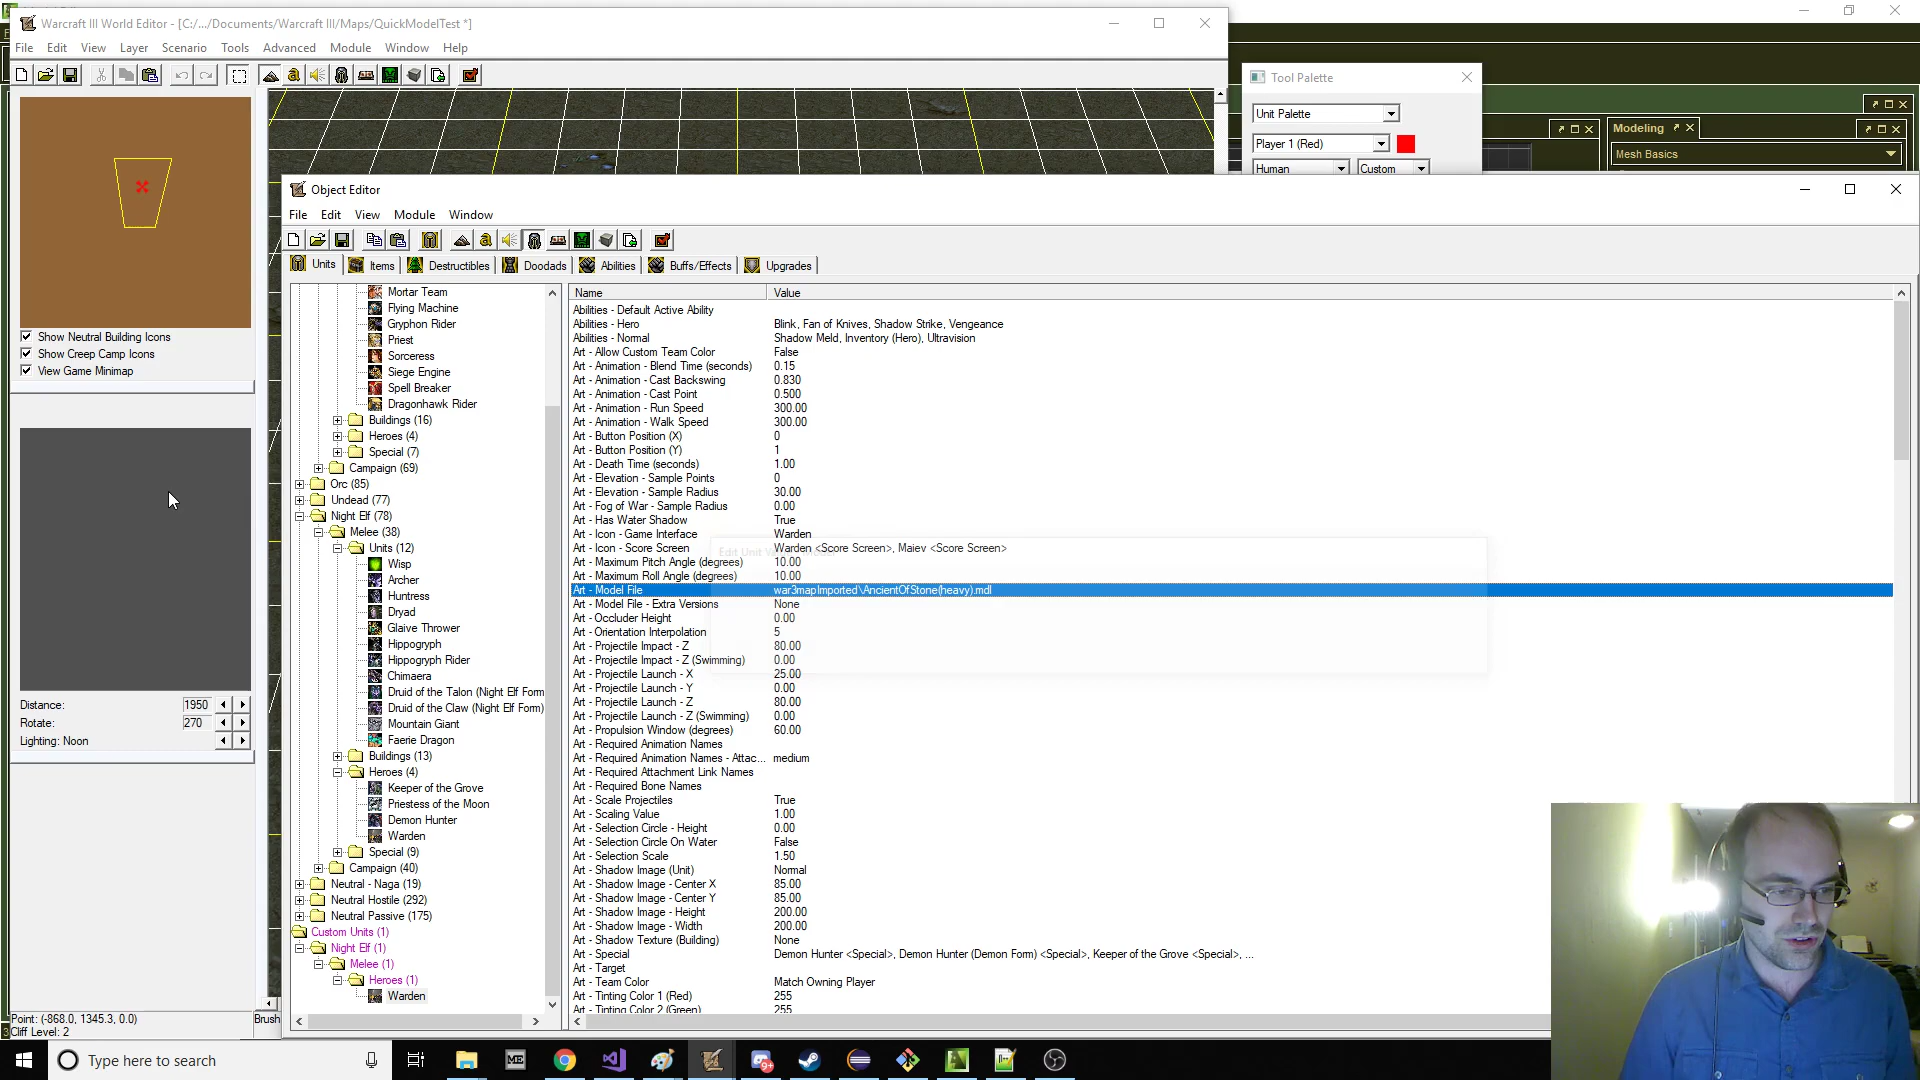 Warcraft III World Editor - [C:/.../Documents/Warcraft III/Maps/QuickModelTest *]
File Edit View Layer Scenario Tools Advanced Module Window Help
Show Neutral Building Icons
Show Creep Camp Icons
View Game Minimap
Distance: 1950
Rotate: 270
Lighting: Noon
Point: (-868.0, 1345.3, 0.0)
Cliff Level: 2
Brush
Tool Palette
Unit Palette
Player 1 (Red)
Human Custom
Modeling
Mesh Basics
Object Editor
File Edit View Module Window
Units Items Destructibles Doodads Abilities Buffs/Effects Upgrades
Mortar Team
Flying Machine
Gryphon Rider
Priest
Sorceress
Siege Engine
Spell Breaker
Dragonhawk Rider
Buildings (16)
Heroes (4)
Special (7)
Campaign (69)
Orc (85)
Undead (77)
Night Elf (78)
Melee (38)
Units (12)
Wisp
Archer
Huntress
Dryad
Glaive Thrower
Hippogryph
Hippogryph Rider
Chimaera
Druid of the Talon (Night Elf Form
Druid of the Claw (Night Elf Form)
Mountain Giant
Faerie Dragon
Buildings (13)
Heroes (4)
Keeper of the Grove
Priestess of the Moon
Demon Hunter
Warden
Special (9)
Campaign (40)
Neutral - Naga (19)
Neutral Hostile (292)
Neutral Passive (175)
Custom Units (1)
Night Elf (1)
Melee (1)
Heroes (1)
Warden
Name Value
Abilities - Default Active Ability
Abilities - Hero Blink, Fan of Knives, Shadow Strike, Vengeance
Abilities - Normal Shadow Meld, Inventory (Hero), Ultravision
Art - Allow Custom Team Color False
Art - Animation - Blend Time (seconds) 0.15
Art - Animation - Cast Backswing 0.830
Art - Animation - Cast Point 0.500
Art - Animation - Run Speed 300.00
Art - Animation - Walk Speed 300.00
Art - Button Position (X) 0
Art - Button Position (Y) 1
Art - Death Time (seconds) 1.00
Art - Elevation - Sample Points 0
Art - Elevation - Sample Radius 30.00
Art - Fog of War - Sample Radius 0.00
Art - Has Water Shadow True
Art - Icon - Game Interface Warden
Art - Icon - Score Screen Warden <Score Screen>, Maiev <Score Screen>
Art - Maximum Pitch Angle (degrees) 10.00
Art - Maximum Roll Angle (degrees) 10.00
Art - Model File war3mapImported\AncientOfStone(heavy).mdl
Art - Model File - Extra Versions None
Art - Occluder Height 0.00
Art - Orientation Interpolation 5
Art - Projectile Impact - Z 80.00
Art - Projectile Impact - Z (Swimming) 0.00
Art - Projectile Launch - X 25.00
Art - Projectile Launch - Y 0.00
Art - Projectile Launch - Z 80.00
Art - Projectile Launch - Z (Swimming) 0.00
Art - Propulsion Window (degrees) 60.00
Art - Required Animation Names
Art - Required Animation Names - Attac... medium
Art - Required Attachment Link Names
Art - Required Bone Names
Art - Scale Projectiles True
Art - Scaling Value 1.00
Art - Selection Circle - Height 0.00
Art - Selection Circle On Water False
Art - Selection Scale 1.50
Art - Shadow Image (Unit) Normal
Art - Shadow Image - Center X 85.00
Art - Shadow Image - Center Y 85.00
Art - Shadow Image - Height 200.00
Art - Shadow Image - Width 200.00
Art - Shadow Texture (Building) None
Art - Special Demon Hunter <Special>, Demon Hunter (Demon Form) <Special>, Keeper of the Grove <Special>, ...
Art - Target
Art - Team Color Match Owning Player
Art - Tinting Color 1 (Red) 255
Art - Tinting Color 2 (Green) 255
Type here to search